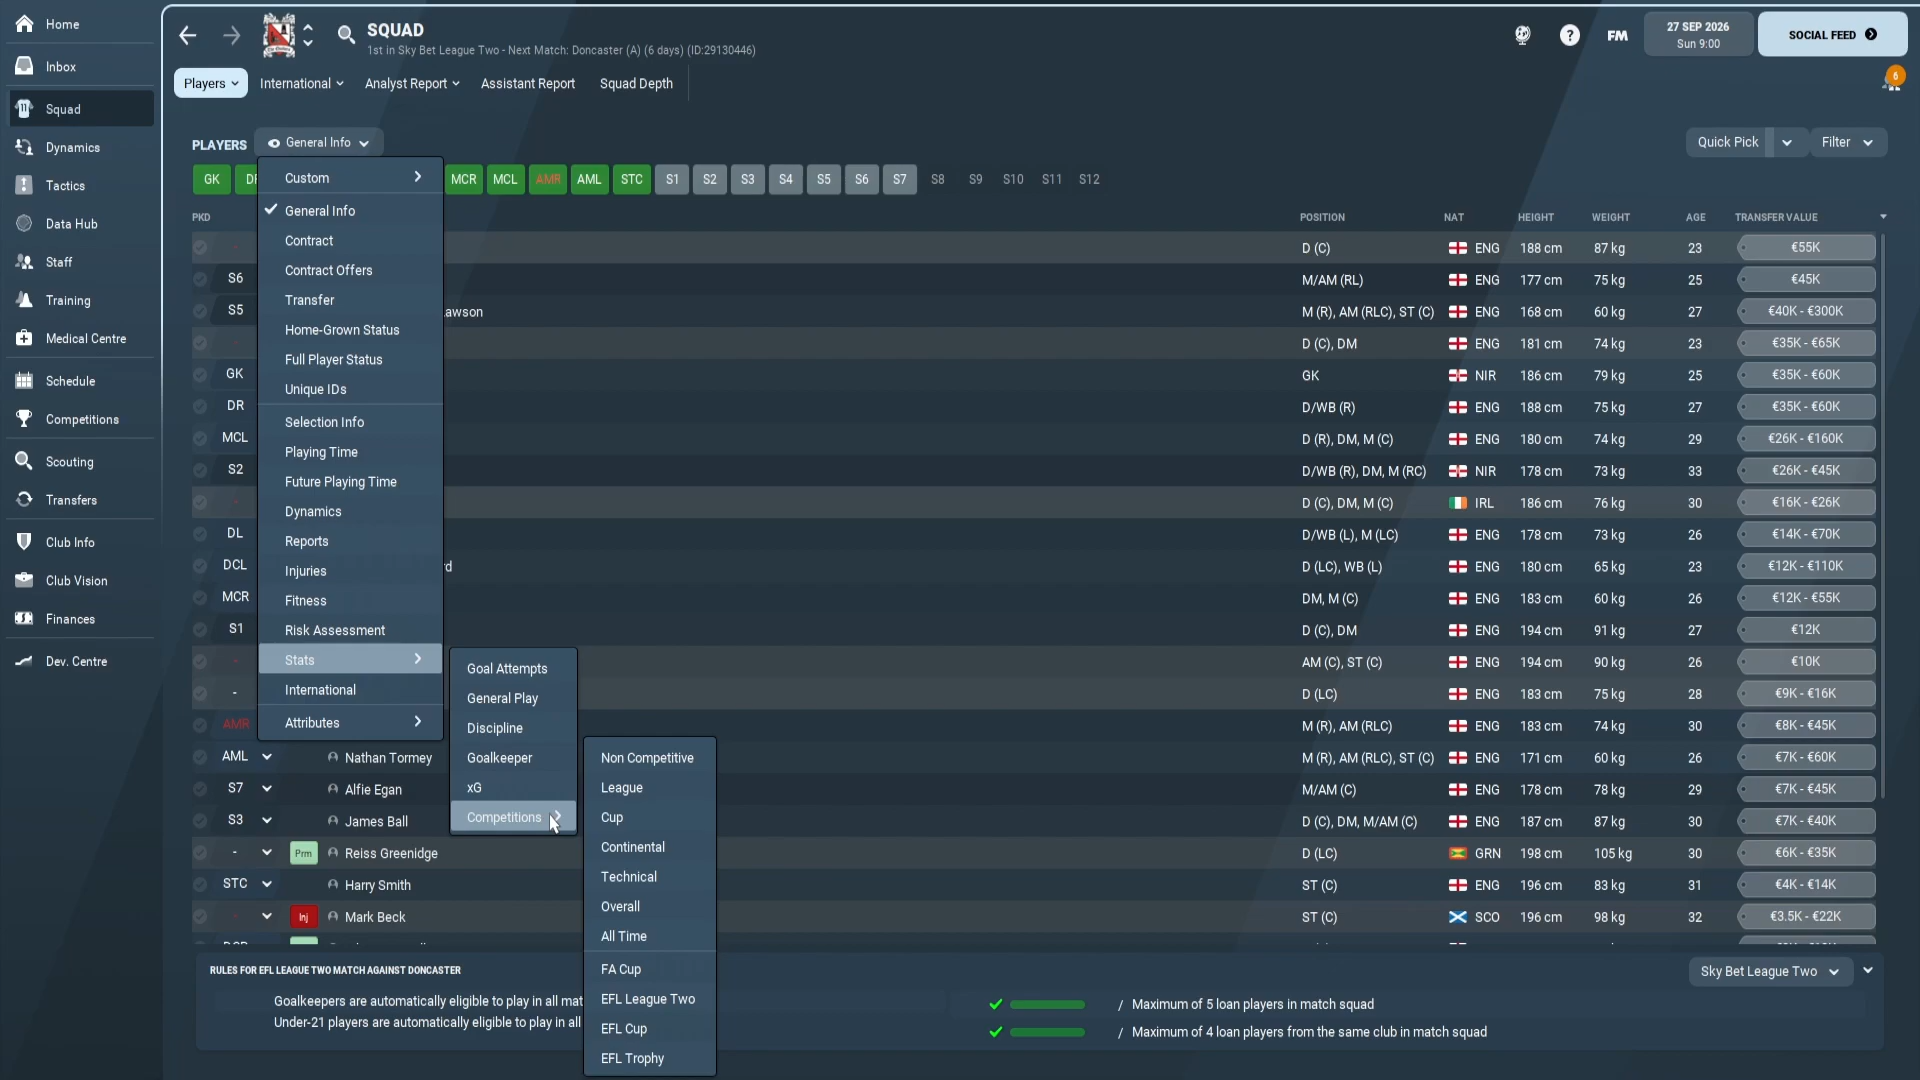 Home
Inbox
Squad
Dynamics
Tactics
Data Hub
Staff
Training
Medical Centre
Schedule
Competitions
Scouting
Transfers
Club Info
Club Vision
Finances
Dev. Centre
SQUAD
1st in Sky Bet League Two - Next Match: Doncaster (A) (6 days) (ID:29130446)
FM
27 SEP 2026
Sun 9:00
SOCIAL FEED
6
Players
International
Analyst Report
Assistant Report
Squad Depth
PLAYERS
General Info
Quick Pick
Filter
GK
MCR
MCL
AMR
AML
STC
S1
S2
S3
S4
S5
S6
S7
S8
S9
S10
S11
S12
Custom
General Info
Contract
Contract Offers
Transfer
Home-Grown Status
Full Player Status
Unique IDs
Selection Info
Playing Time
Future Playing Time
Dynamics
Reports
Injuries
Fitness
Risk Assessment
Stats
International
Attributes
Goal Attempts
General Play
Discipline
Goalkeeper
xG
Competitions
Non Competitive
League
Cup
Continental
Technical
Overall
All Time
FA Cup
EFL League Two
EFL Cup
EFL Trophy
PKD POSITION NAT HEIGHT WEIGHT AGE TRANSFER VALUE
- D (C) ENG 188 cm 87 kg 23 €55K
S6 M/AM (RL) ENG 177 cm 75 kg 25 €45K
S5 awson M (R), AM (RLC), ST (C) ENG 168 cm 60 kg 27 €40K - €300K
- D (C), DM ENG 181 cm 74 kg 23 €35K - €65K
GK GK NIR 186 cm 79 kg 25 €35K - €60K
DR D/WB (R) ENG 188 cm 75 kg 27 €35K - €60K
MCL D (R), DM, M (C) ENG 180 cm 74 kg 29 €26K - €160K
S2 D/WB (R), DM, M (RC) NIR 178 cm 73 kg 33 €26K - €45K
- D (C), DM, M (C) IRL 186 cm 76 kg 30 €16K - €26K
DL D/WB (L), M (LC) ENG 178 cm 73 kg 26 €14K - €70K
DCL d D (LC), WB (L) ENG 180 cm 65 kg 23 €12K - €110K
MCR DM, M (C) ENG 183 cm 60 kg 26 €12K - €55K
S1 D (C), DM ENG 194 cm 91 kg 27 €12K
- AM (C), ST (C) ENG 194 cm 90 kg 26 €10K
- D (LC) ENG 183 cm 75 kg 28 €9K - €16K
AMR M (R), AM (RLC) ENG 183 cm 74 kg 30 €8K - €45K
AML Nathan Tormey M (R), AM (RLC), ST (C) ENG 171 cm 60 kg 26 €7K - €60K
S7 Alfie Egan M/AM (C) ENG 178 cm 78 kg 29 €7K - €45K
S3 James Ball D (C), DM, M/AM (C) ENG 187 cm 87 kg 30 €7K - €40K
- Prm Reiss Greenidge D (LC) GRN 198 cm 105 kg 30 €6K - €35K
STC Harry Smith ST (C) ENG 196 cm 83 kg 31 €4K - €14K
- Inj Mark Beck ST (C) SCO 196 cm 98 kg 32 €3.5K - €22K
RULES FOR EFL LEAGUE TWO MATCH AGAINST DONCASTER
Sky Bet League Two
Goalkeepers are automatically eligible to play in all mat
Under-21 players are automatically eligible to play in all
/ Maximum of 5 loan players in match squad
/ Maximum of 4 loan players from the same club in match squad